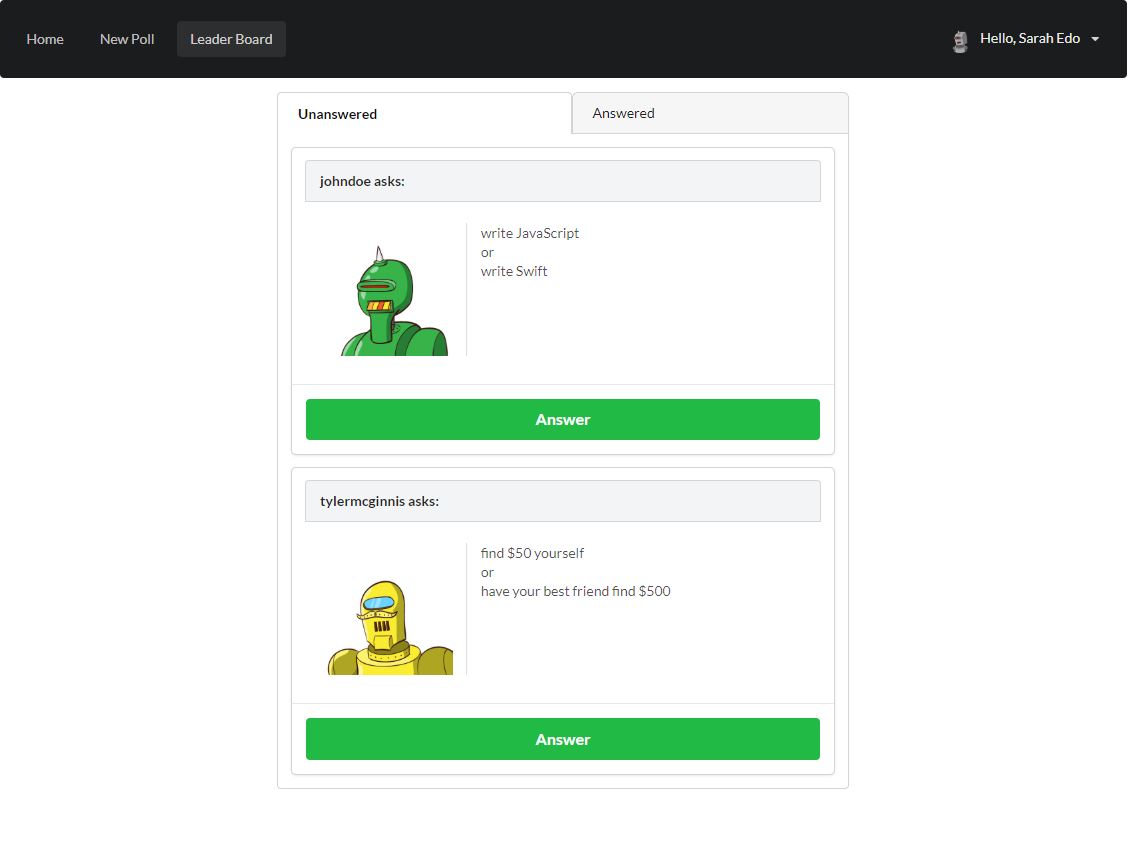 Home New Poll Leader Board Hello, Sarah Edo
Unanswered Answered
johndoe asks:
write JavaScript
or
write Swift
Answer
tylermcginnis asks:
find $50 yourself
or
have your best friend find $500
Answer